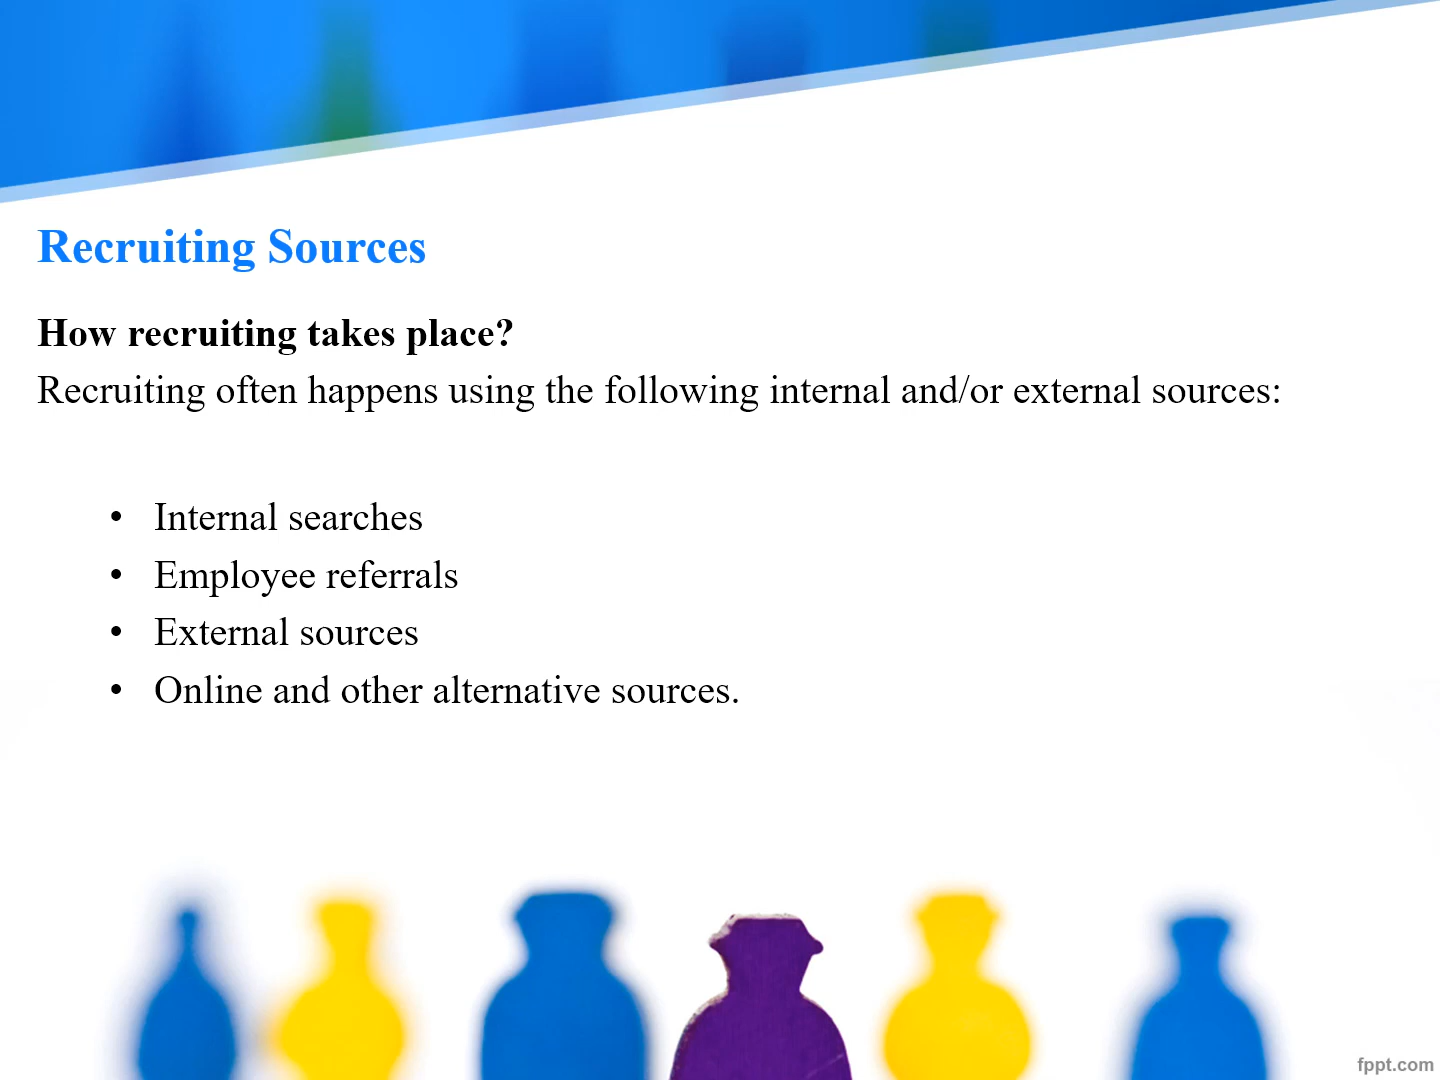 Recruiting Sources
How recruiting takes place?
Recruiting often happens using the following internal and/or external sources:
• Internal searches
• Employee referrals
• External sources
• Online and other alternative sources.
fppt.com